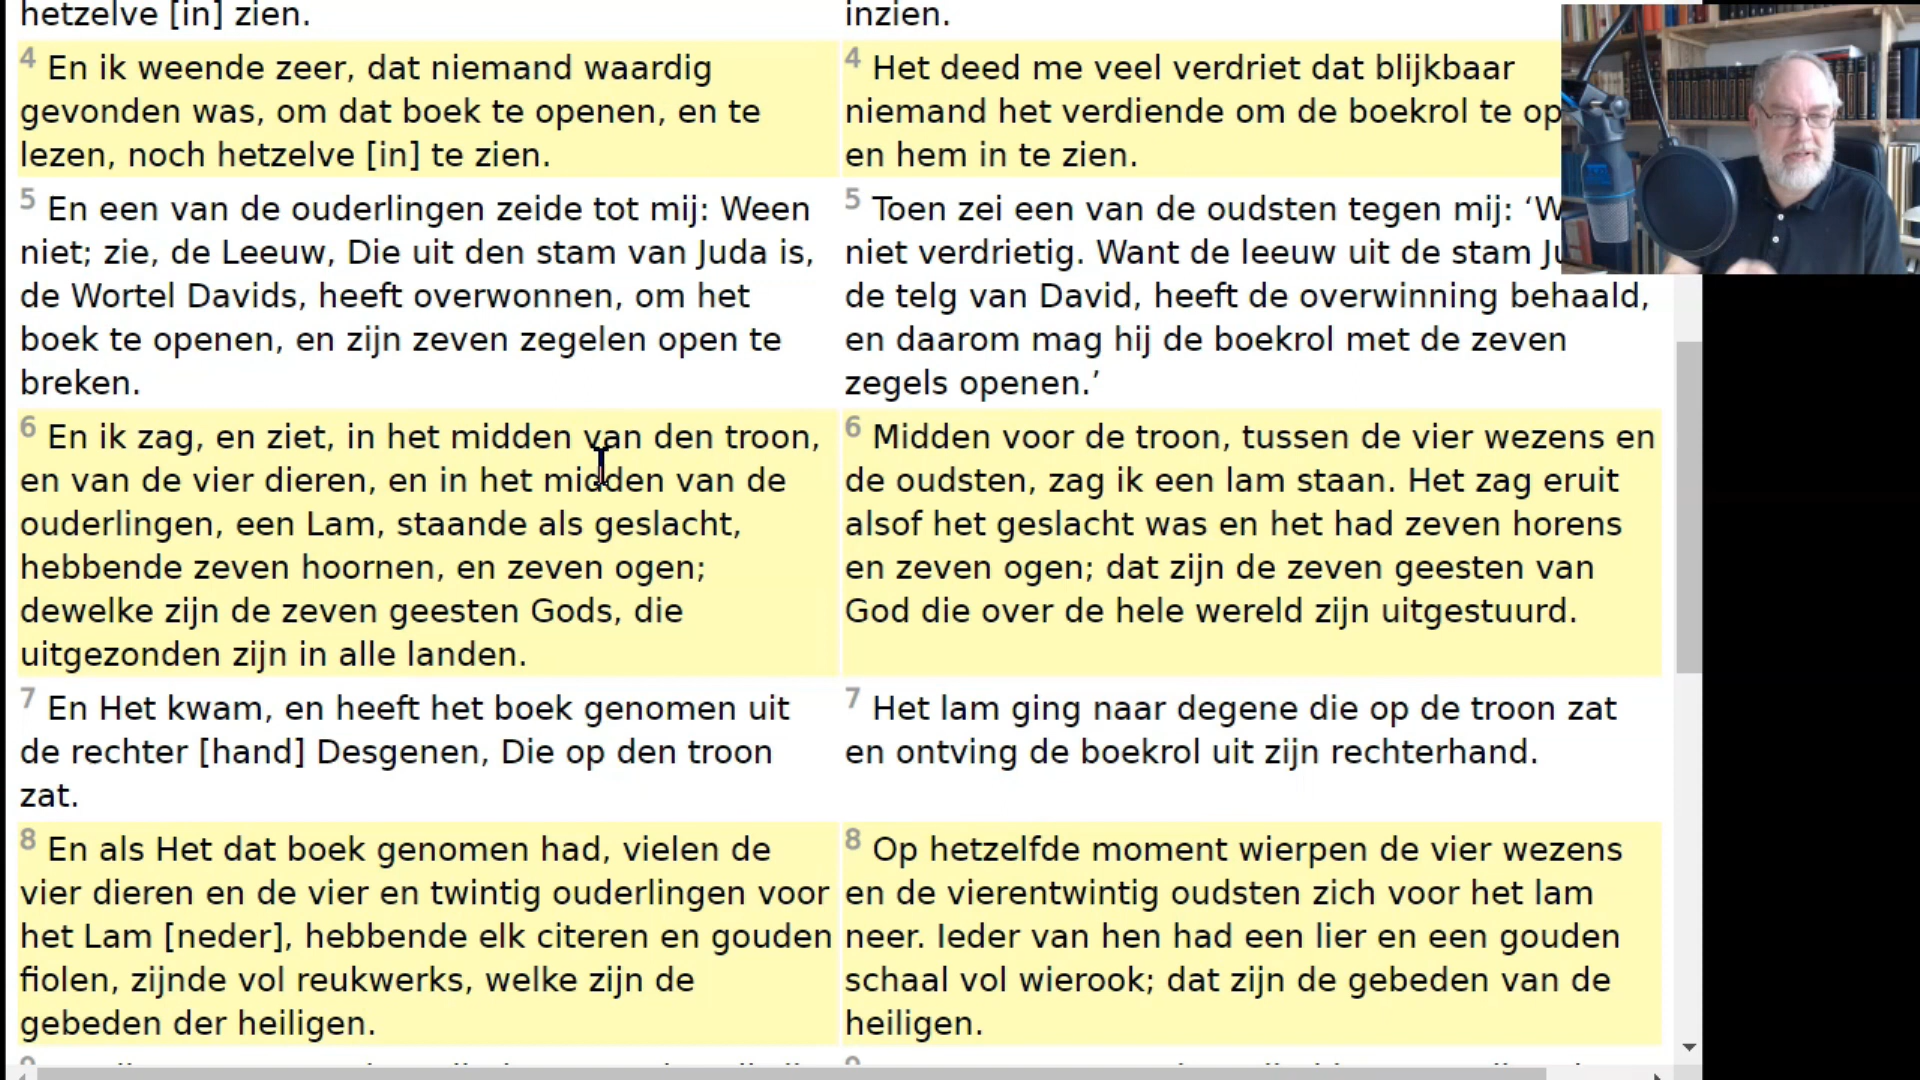 hetzelve [in] zien.
4 En ik weende zeer, dat niemand waardig
gevonden was, om dat boek te openen, en te
lezen, noch hetzelve [in] te zien.
5 En een van de ouderlingen zeide tot mij: Ween
niet; zie, de Leeuw, Die uit den stam van Juda is,
de Wortel Davids, heeft overwonnen, om het
boek te openen, en zijn zeven zegelen open te
breken.
6 En ik zag, en ziet, in het midden van den troon,
en van de vier dieren, en in het midden van de
ouderlingen, een Lam, staande als geslacht,
hebbende zeven hoornen, en zeven ogen;
dewelke zijn de zeven geesten Gods, die
uitgezonden zijn in alle landen.
7 En Het kwam, en heeft het boek genomen uit
de rechter [hand] Desgenen, Die op den troon
zat.
8 En als Het dat boek genomen had, vielen de
vier dieren en de vier en twintig ouderlingen voor
het Lam [neder], hebbende elk citeren en gouden
fiolen, zijnde vol reukwerks, welke zijn de
gebeden der heiligen.
inzien.
4 Het deed me veel verdriet dat blijkbaar
niemand het verdiende om de boekrol te op
en hem in te zien.
5 Toen zei een van de oudsten tegen mij: ‘W
niet verdrietig. Want de leeuw uit de stam Ju
de telg van David, heeft de overwinning behaald,
en daarom mag hij de boekrol met de zeven
zegels openen.’
6 Midden voor de troon, tussen de vier wezens en
de oudsten, zag ik een lam staan. Het zag eruit
alsof het geslacht was en het had zeven horens
en zeven ogen; dat zijn de zeven geesten van
God die over de hele wereld zijn uitgestuurd.
7 Het lam ging naar degene die op de troon zat
en ontving de boekrol uit zijn rechterhand.
8 Op hetzelfde moment wierpen de vier wezens
en de vierentwintig oudsten zich voor het lam
neer. Ieder van hen had een lier en een gouden
schaal vol wierook; dat zijn de gebeden van de
heiligen.